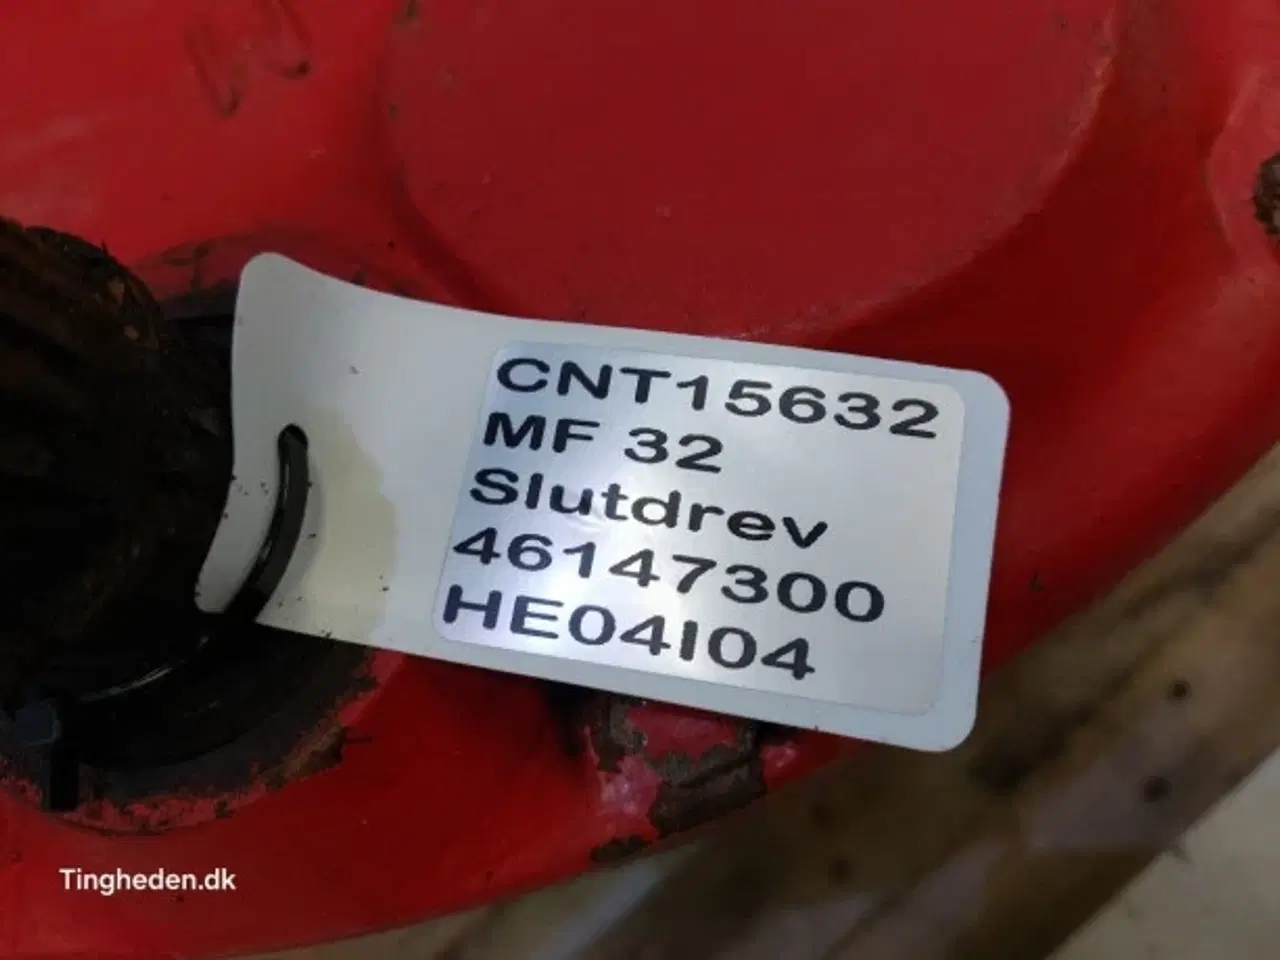 CNT15632
MF 32
Slutdrev
46147300
HE04I04
Tingheden.dk